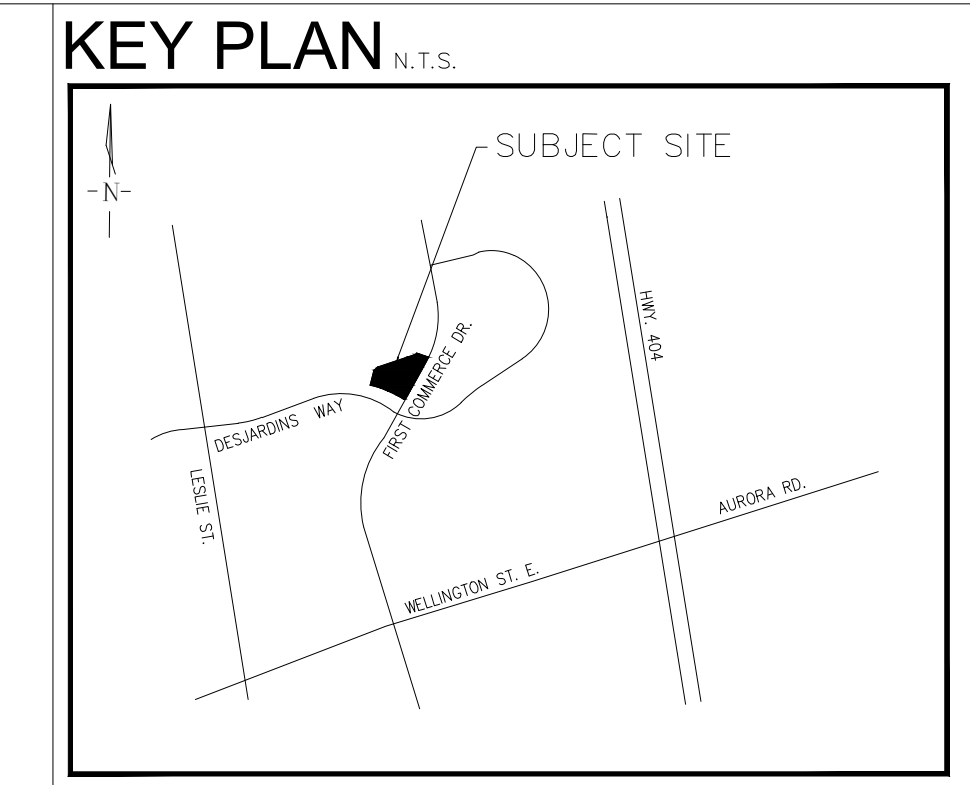 KEY PLAN N.T.S.
SUBJECT SITE
-N-
HWY. 404
FIRST COMMERCE DR.
DESJARDINS WAY
LESLIE ST.
AURORA RD.
WELLINGTON ST. E.